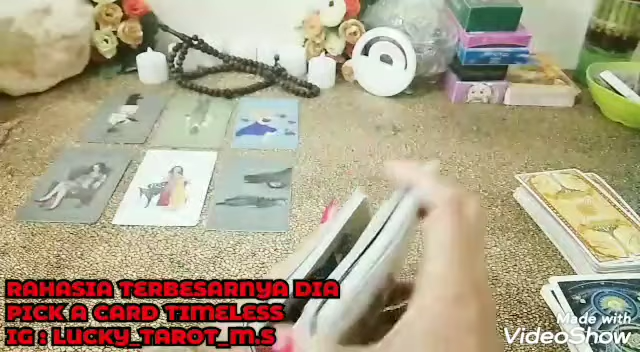 RAHASIA TERBESARNYA DIA
PICK A CARD TIMELESS
IG : LUCKY_TAROT_M.S
Made with
VideoShow